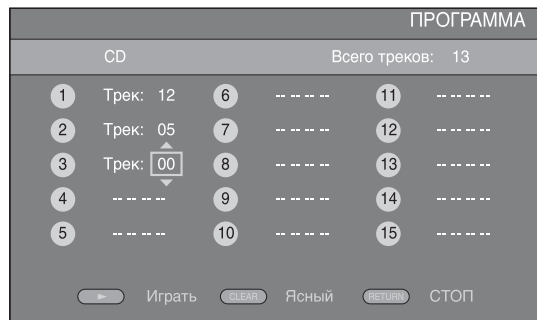 ПРОГРАММА
CD Всего треков: 13
1 Трек: 12 6 -- -- -- -- 11 -- -- -- --
2 Трек: 05 7 -- -- -- -- 12 -- -- -- --
3 Трек: 00 8 -- -- -- -- 13 -- -- -- --
4 -- -- -- -- 9 -- -- -- -- 14 -- -- -- --
5 -- -- -- -- 10 -- -- -- -- 15 -- -- -- --
Играть CLEAR Ясный RETURN СТОП